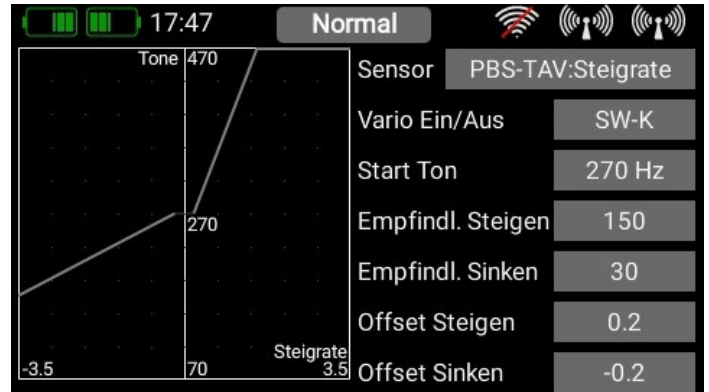 17:47 Normal
Tone 470
270
Steigrate
-3.5 70 3.5
Sensor PBS-TAV:Steigrate
Vario Ein/Aus SW-K
Start Ton 270 Hz
Empfindl. Steigen 150
Empfindl. Sinken 30
Offset Steigen 0.2
Offset Sinken -0.2